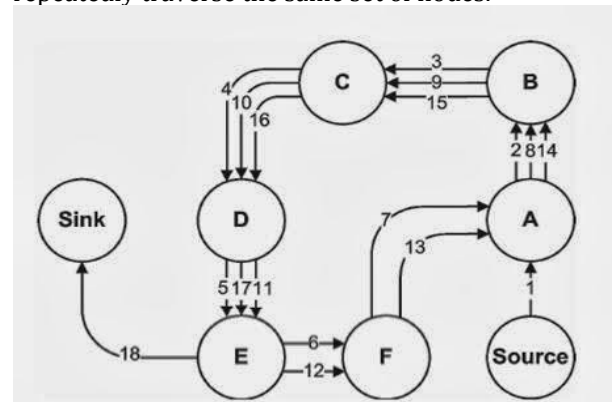 repeatedly traverse the same set of nodes.
3
C
9
B
15
4
10
16
2 8 14
Sink
D
7
A
13
5 17 11
1
6
18
E
F
Source
12